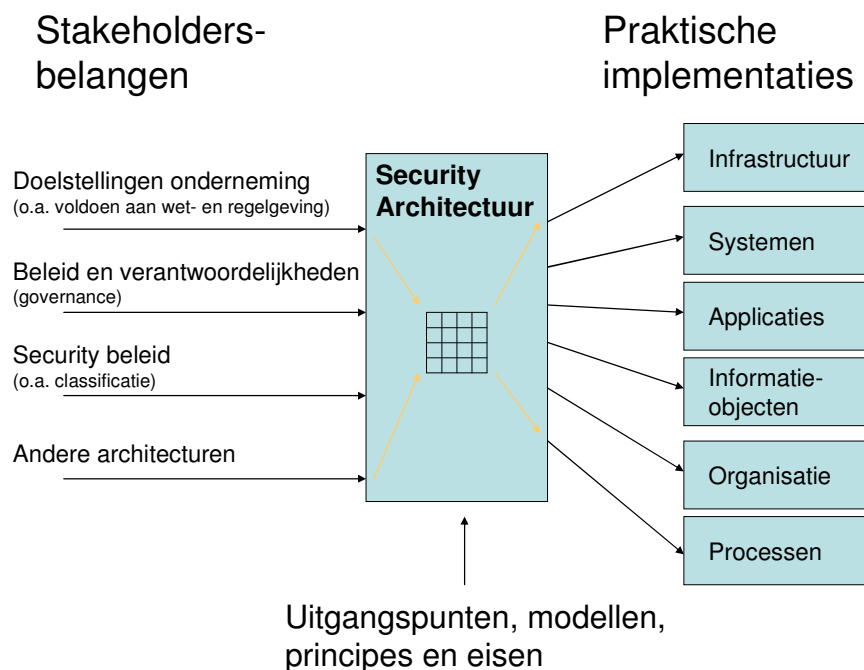 Stakeholders-
belangen
Praktische
implementaties
Doelstellingen onderneming
(o.a. voldoen aan wet- en regelgeving)
Beleid en verantwoordelijkheden
(governance)
Security beleid
(o.a. classificatie)
Andere architecturen
Security
Architectuur
Infrastructuur
Systemen
Applicaties
Informatie-
objecten
Organisatie
Processen
Uitgangspunten, modellen,
principes en eisen